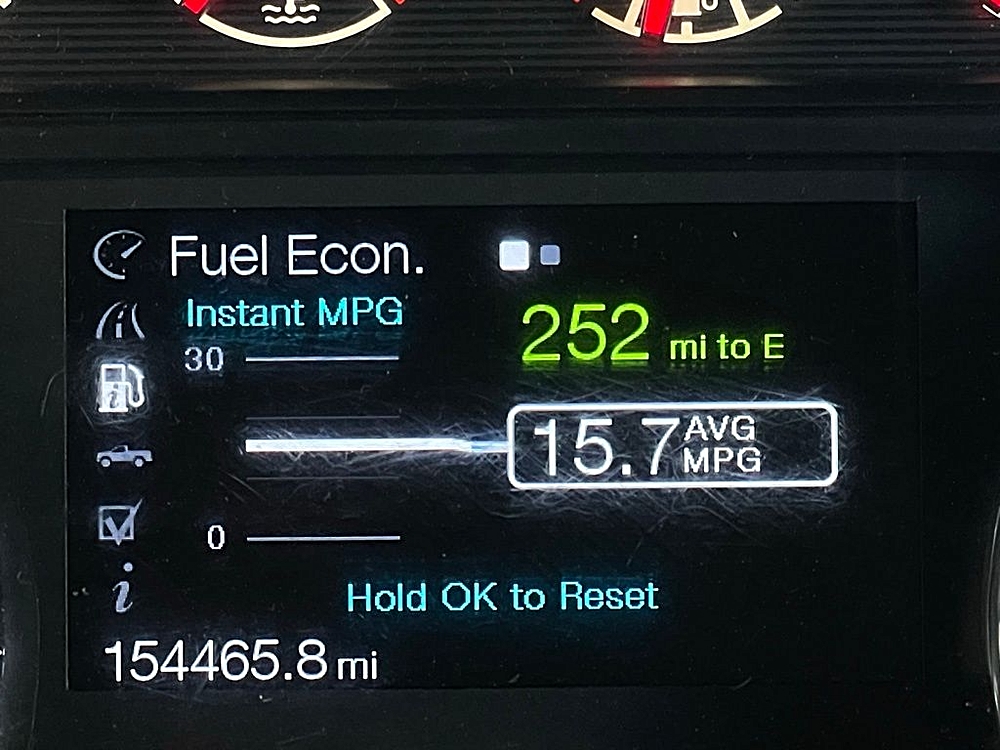 Fuel Econ.
Instant MPG
30
252 mi to E
15.7 AVG MPG
0
Hold OK to Reset
i
154465.8 mi